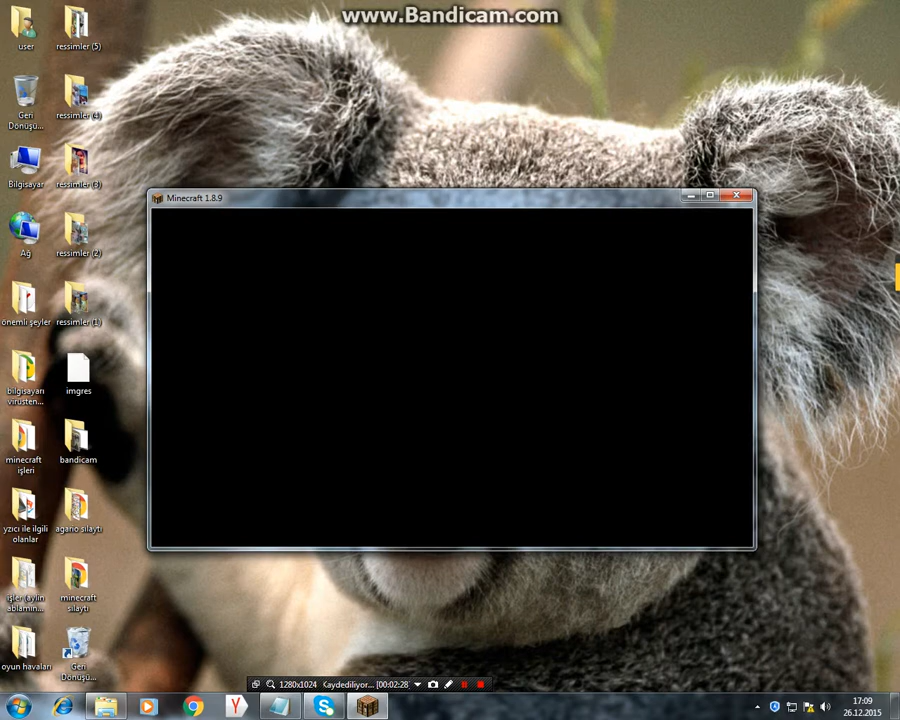 www.Bandicam.com
user
ressimler (5)
Geri
Dönüşü...
ressimler (4)
Bilgisayar
ressimler (3)
Ağ
ressimler (2)
önemli şeyler
ressimler (1)
bilgisayarı
virüsten...
imgres
minecraft
işleri
bandicam
yzıcı ile ilgili
olanlar
agario silaytı
işler (aylin
ablamın...
minecraft
silaytı
oyun havaları
Geri
Dönüşü...
Minecraft 1.8.9
1280x1024 Kaydediliyor... [00:02:28]
17:09
26.12.2015